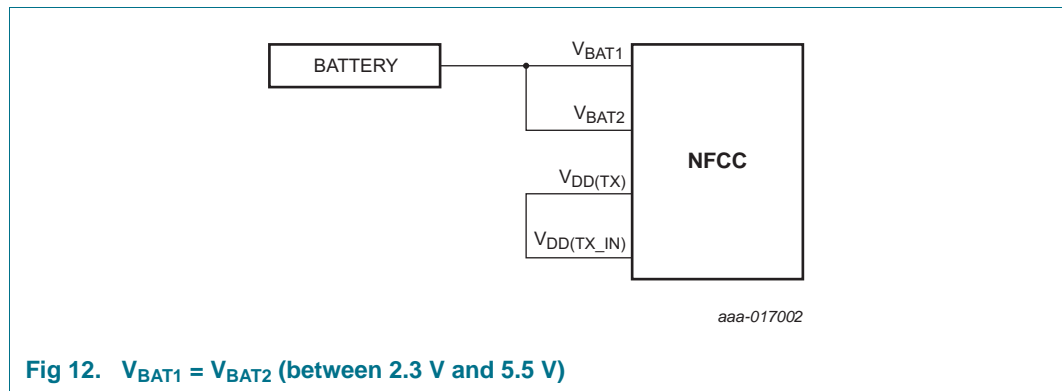 BATTERY
VBAT1
VBAT2
NFCC
VDD(TX)
VDD(TX_IN)
aaa-017002
Fig 12. VBAT1 = VBAT2 (between 2.3 V and 5.5 V)